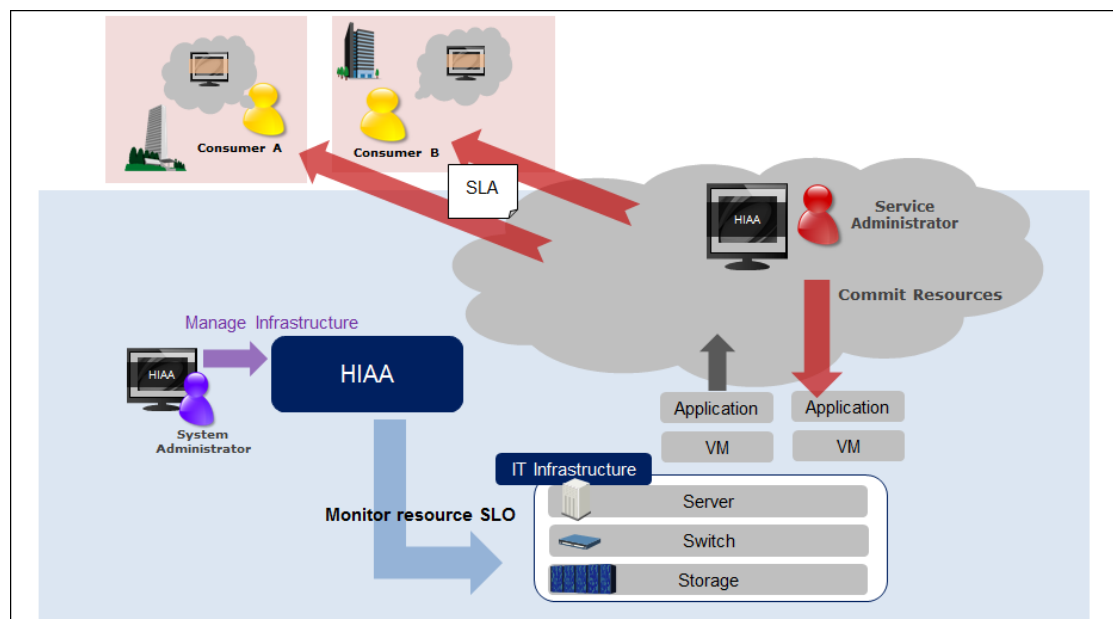 Consumer A
Consumer B
SLA
HIAA
Service
Administrator
Commit Resources
Manage Infrastructure
HIAA
HIAA
System
Administrator
Application
Application
VM
VM
IT Infrastructure
Server
Monitor resource SLO
Switch
Storage